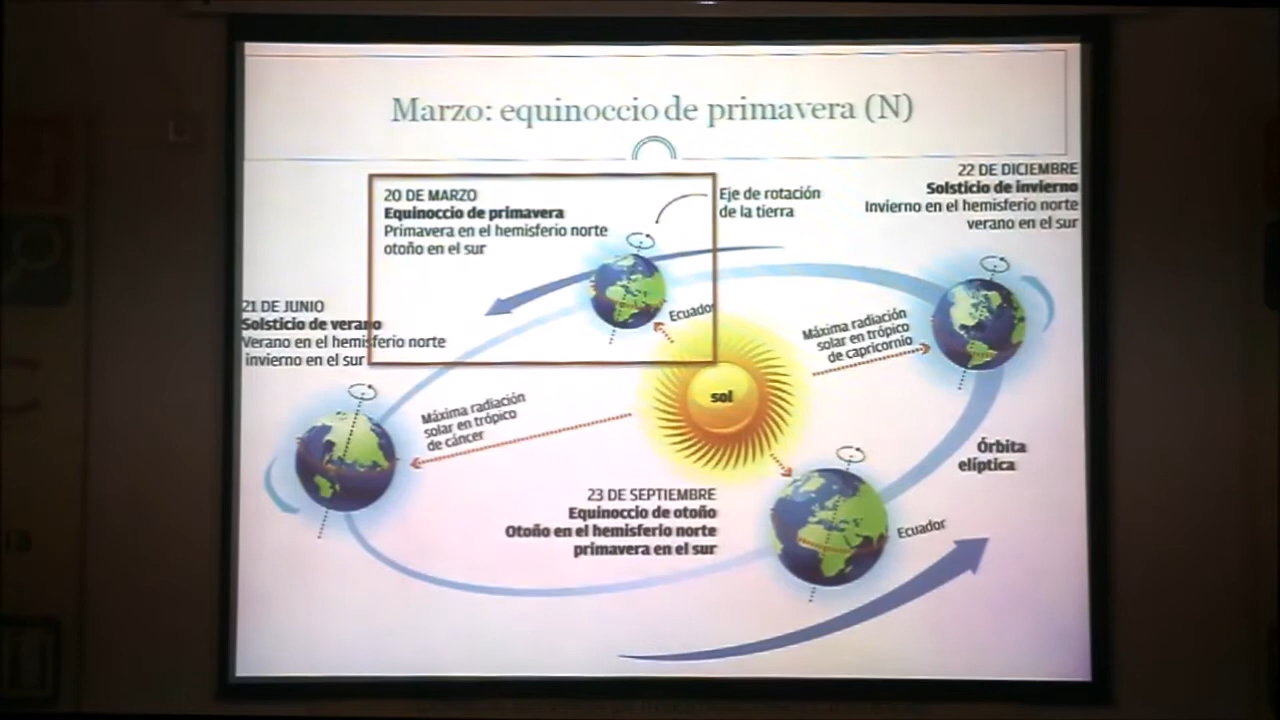 Marzo: equinoccio de primavera (N)
20 DE MARZO
Equinoccio de primavera
Primavera en el hemisferio norte
otoño en el sur
Eje de rotación
de la tierra
22 DE DICIEMBRE
Solsticio de invierno
Invierno en el hemisferio norte
verano en el sur
21 DE JUNIO
Solsticio de verano
Verano en el hemisferio norte
invierno en el sur
Ecuador
Máxima radiación
solar en trópico
de capricornio
sol
Máxima radiación
solar en trópico
de cáncer
Órbita
elíptica
23 DE SEPTIEMBRE
Equinoccio de otoño
Otoño en el hemisferio norte
primavera en el sur
Ecuador